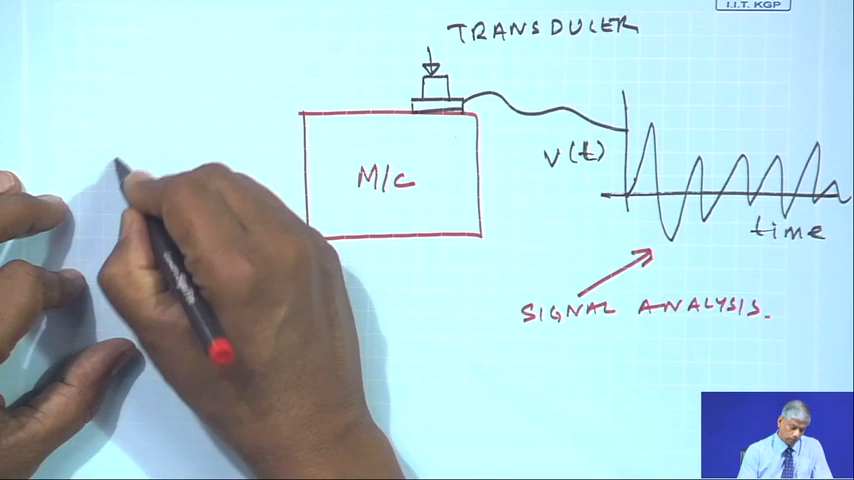 I.I.T. KGP
TRANSDUCER
V(t)
M/C
time
SIGNAL ANALYSIS.